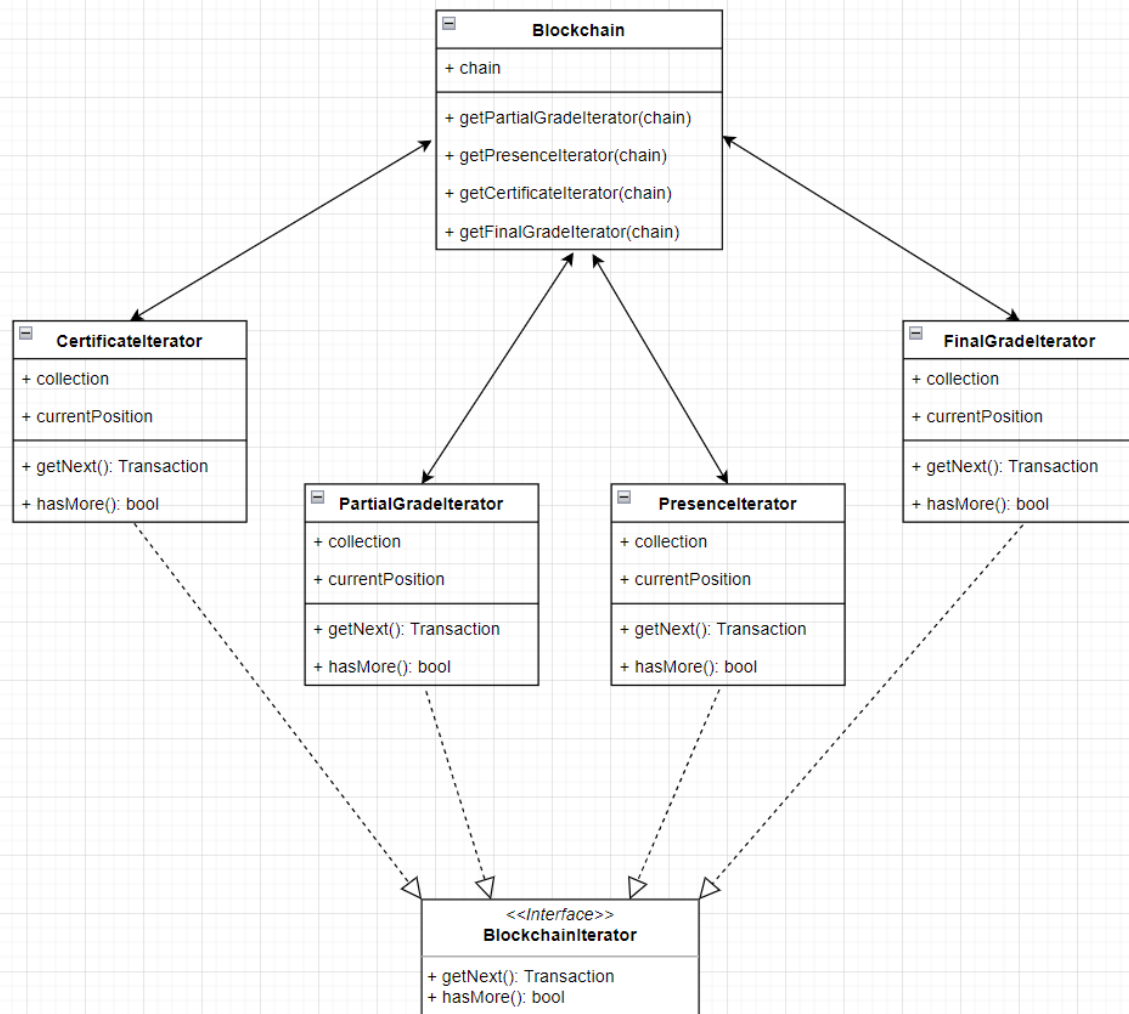 Blockchain
+ chain
+ getPartialGradeIterator(chain)
+ getPresenceIterator(chain)
+ getCertificateIterator(chain)
+ getFinalGradeIterator(chain)
CertificateIterator
+ collection
+ currentPosition
+ getNext(): Transaction
+ hasMore(): bool
FinalGradeIterator
+ collection
+ currentPosition
+ getNext(): Transaction
+ hasMore(): bool
PartialGradeIterator
+ collection
+ currentPosition
+ getNext(): Transaction
+ hasMore(): bool
PresenceIterator
+ collection
+ currentPosition
+ getNext(): Transaction
+ hasMore(): bool
<<Interface>>
BlockchainIterator
+ getNext(): Transaction
+ hasMore(): bool